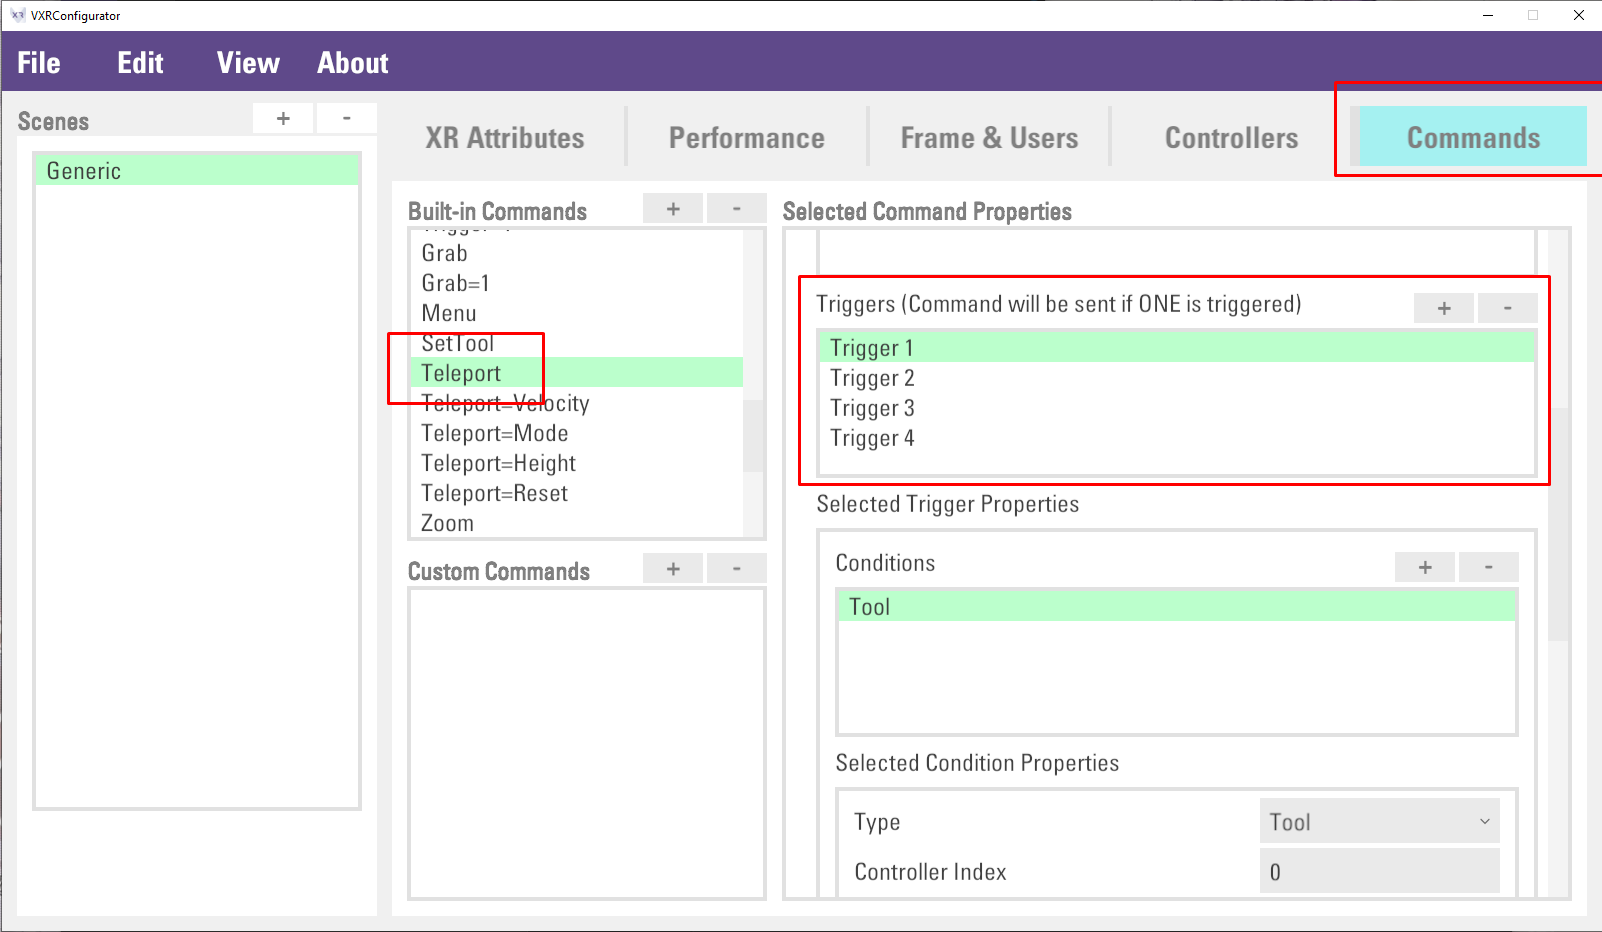 VXRConfigurator
File Edit View About
Scenes + -
Generic
XR Attributes Performance Frame & Users Controllers Commands
Built-in Commands + -
Grab
Grab=1
Menu
SetTool
Teleport
Teleport=Velocity
Teleport=Mode
Teleport=Height
Teleport=Reset
Zoom
Custom Commands + -
Selected Command Properties
Triggers (Command will be sent if ONE is triggered) + -
Trigger 1
Trigger 2
Trigger 3
Trigger 4
Selected Trigger Properties
Conditions + -
Tool
Selected Condition Properties
Type Tool
Controller Index 0